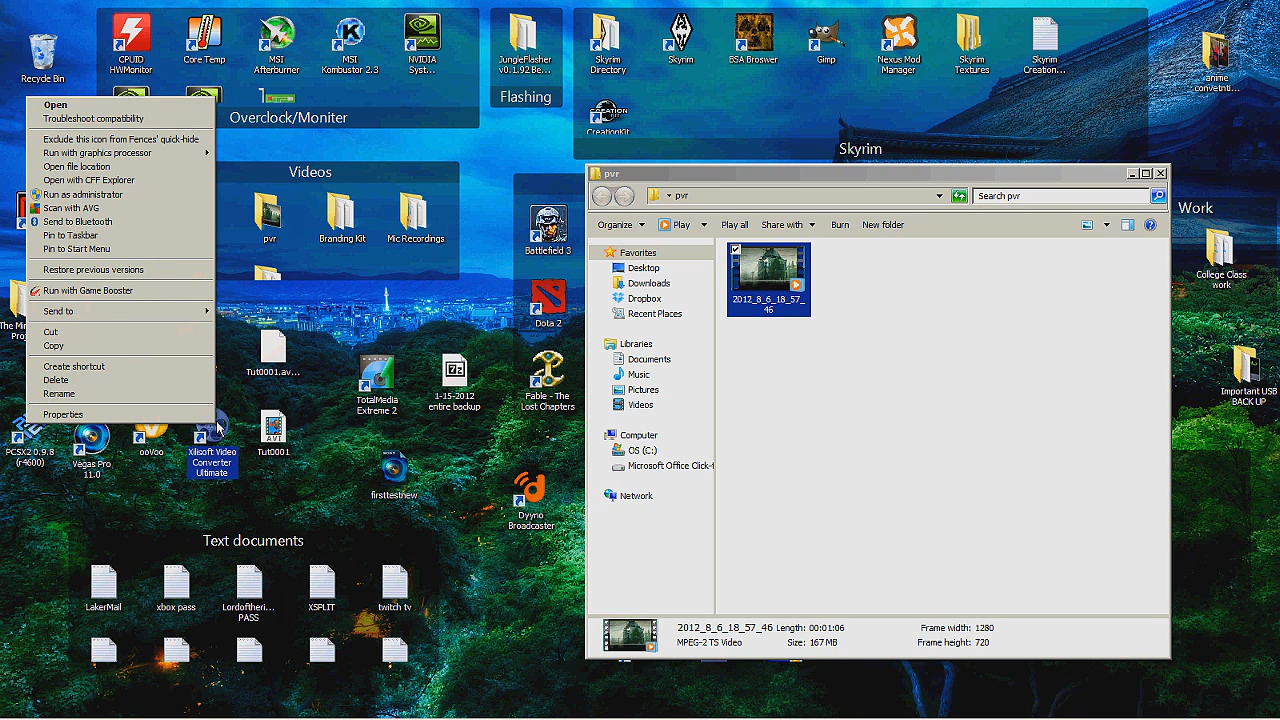 Recycle Bin
CPUID
HWMonitor
Core Temp
MSI
Afterburner
MSI
Kombustor 2.3
NVIDIA
Syst...
Overclock/Moniter
JungleFlasher
v0.1.92 Be...
Flashing
Skyrim
Directory
Skyrim
BSA Broswer
Gimp
Nexus Mod
Manager
Skyrim
Textures
Skyrim
Creation...
CREATION
KIT
CreationKit
Skyrim
anime
convetnti...
Open
Troubleshoot compatibility
Exclude this icon from Fences' quick-hide
Run with graphics processor
Open file location
Open with CFF Explorer
Run as administrator
Scan with AVG
Send to Bluetooth
Pin to Taskbar
Pin to Start Menu
Restore previous versions
Run with Game Booster
Send to
Cut
Copy
Create shortcut
Delete
Rename
Properties
Videos
pvr
Branding Kit
Mic Recordings
Battlefield 3
Dota 2
Fable - The
Lost Chapters
Dyyno
Broadcaster
Tut0001.av...
TotalMedia
Extreme 2
7z
1-15-2012
entire backup
PCSX2 0.9.8
(r4600)
Vegas Pro
11.0
ooVoo
Xilisoft Video
Converter
Ultimate
AVI
Tut0001
firsttestnew
Text documents
LakerMail
xbox pass
Lordoftheri...
PASS
XSPLIT
twitch tv
pvr
pvr
Search pvr
Organize
Play
Play all
Share with
Burn
New folder
Favorites
Desktop
Downloads
Dropbox
Recent Places
Libraries
Documents
Music
Pictures
Videos
Computer
OS (C:)
Microsoft Office Click-
Network
2012_8_6_18_57_
46
2012_8_6_18_57_46 Length: 00:01:06 Frame width: 1280
MPEG-2 TS Video Size: 167 MB Frame height: 720
Work
College Class
work
Important USB
BACK UP